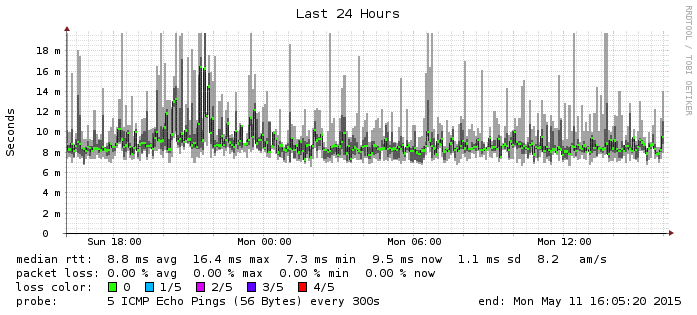 Last 24 Hours
RRDTOOL / TOBI OETIKER
Seconds
18 m
16 m
14 m
12 m
10 m
8 m
6 m
4 m
2 m
0
Sun 18:00 Mon 00:00 Mon 06:00 Mon 12:00
median rtt: 8.8 ms avg 16.4 ms max 7.3 ms min 9.5 ms now 1.1 ms sd 8.2 am/s
packet loss: 0.00 % avg 0.00 % max 0.00 % min 0.00 % now
loss color: 0 1/5 2/5 3/5 4/5
probe: 5 ICMP Echo Pings (56 Bytes) every 300s end: Mon May 11 16:05:20 2015